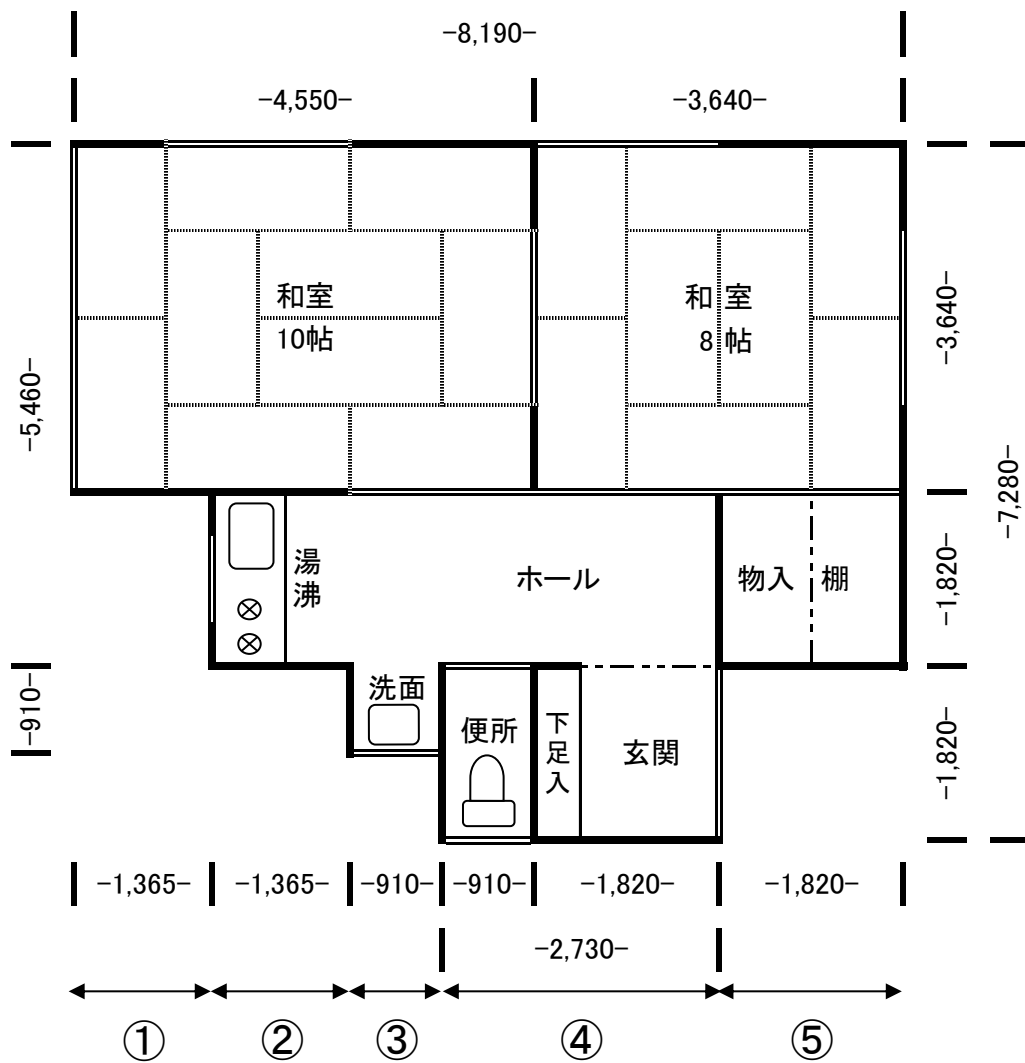 -8,190-
-4,550-
-3,640-
和室
10帖
和室
8帖
-5,460-
-3,640-
-7,280-
湯沸
ホール
物入
棚
-1,820-
-910-
洗面
便所
下足入
玄関
-1,820-
-1,365-
-1,365-
-910-
-910-
-1,820-
-1,820-
-2,730-
①
②
③
④
⑤